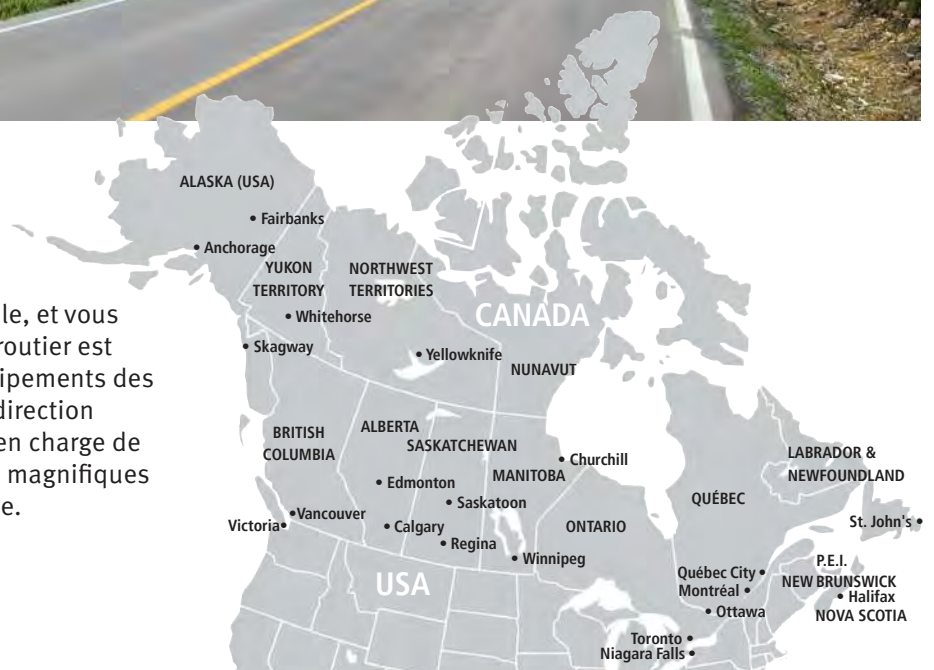 le, et vous
routier est
ipements des
direction
en charge de
magnifiques
e.
ALASKA (USA)
• Fairbanks
• Anchorage
YUKON
TERRITORY
NORTHWEST
TERRITORIES
• Whitehorse
CANADA
• Skagway
• Yellowknife
NUNAVUT
BRITISH
COLUMBIA
ALBERTA
SASKATCHEWAN
MANITOBA
• Churchill
LABRADOR &
NEWFOUNDLAND
• Edmonton
QUÉBEC
• Saskatoon
•Vancouver
Victoria•
• Calgary
ONTARIO
St. John's •
• Regina
• Winnipeg
P.E.I.
USA
Québec City •
NEW BRUNSWICK
Montréal •
• Halifax
• Ottawa
NOVA SCOTIA
Toronto •
Niagara Falls •